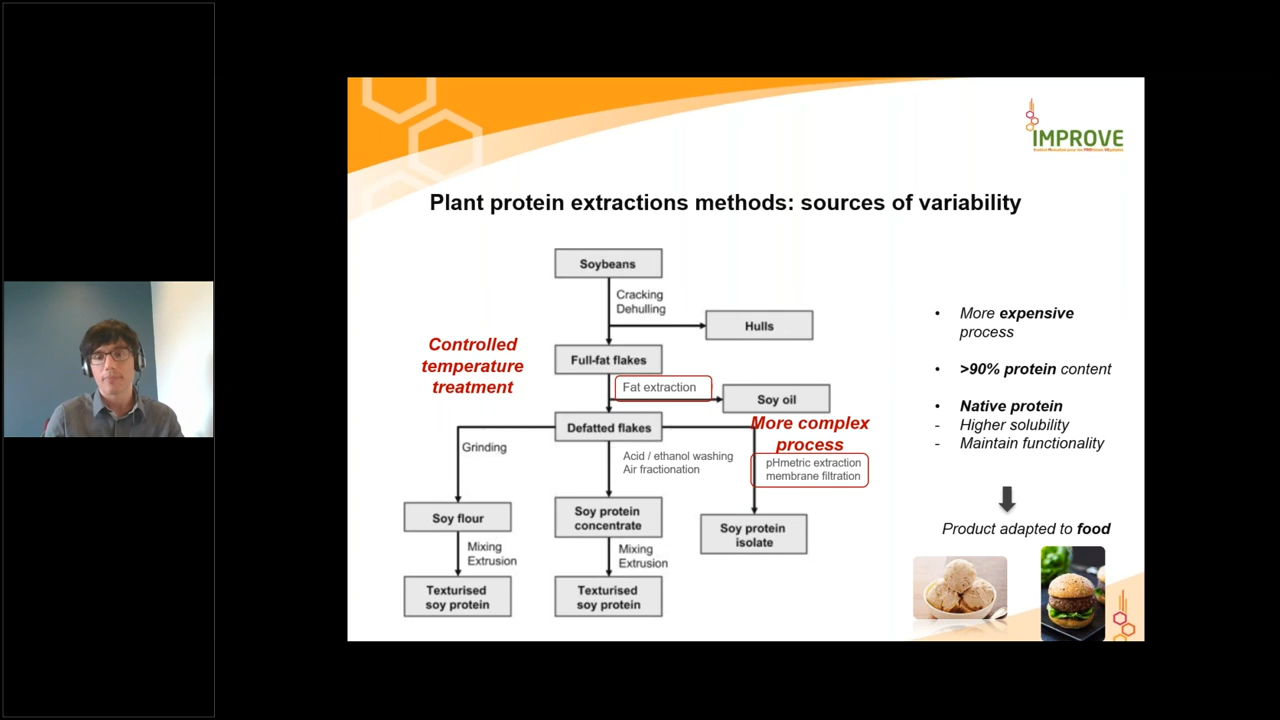 IMPROVE
Plant protein extractions methods: sources of variability
Soybeans
Cracking
Dehulling
Hulls
Controlled
temperature
treatment
Full-fat flakes
Fat extraction
Soy oil
Defatted flakes
More complex
process
Grinding
Acid / ethanol washing
Air fractionation
pHmetric extraction
membrane filtration
Soy flour
Soy protein
concentrate
Soy protein
isolate
Mixing
Extrusion
Mixing
Extrusion
Texturised
soy protein
Texturised
soy protein
• More expensive
process
• >90% protein content
• Native protein
- Higher solubility
- Maintain functionality
Product adapted to food